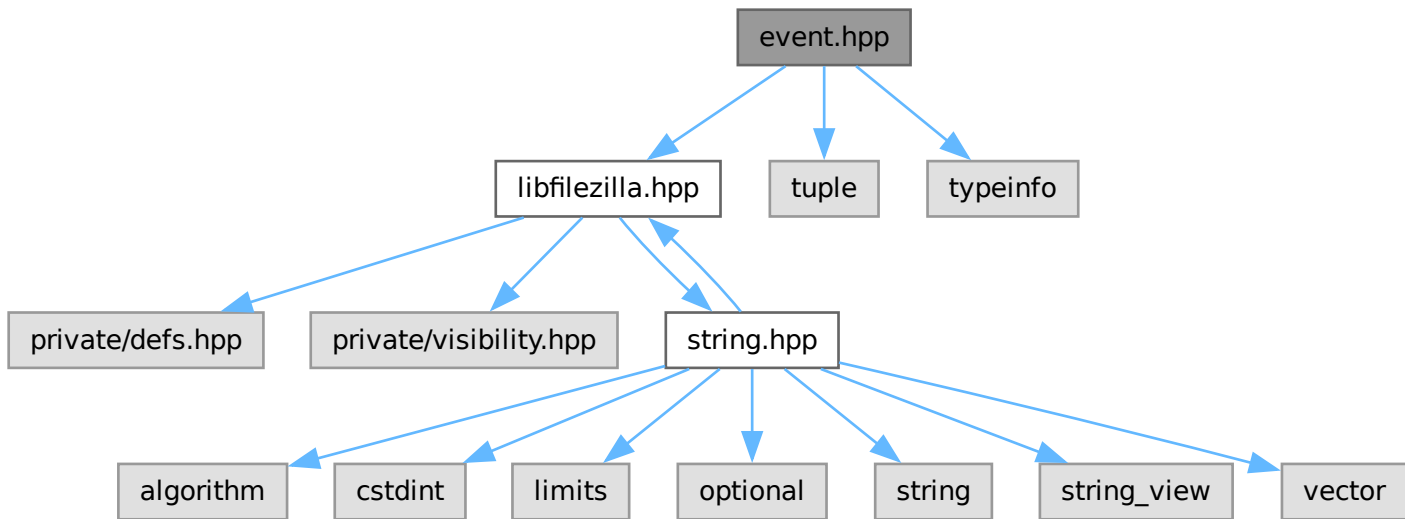 event.hpp
libfilezilla.hpp
tuple
typeinfo
private/defs.hpp
private/visibility.hpp
string.hpp
algorithm
cstdint
limits
optional
string
string_view
vector